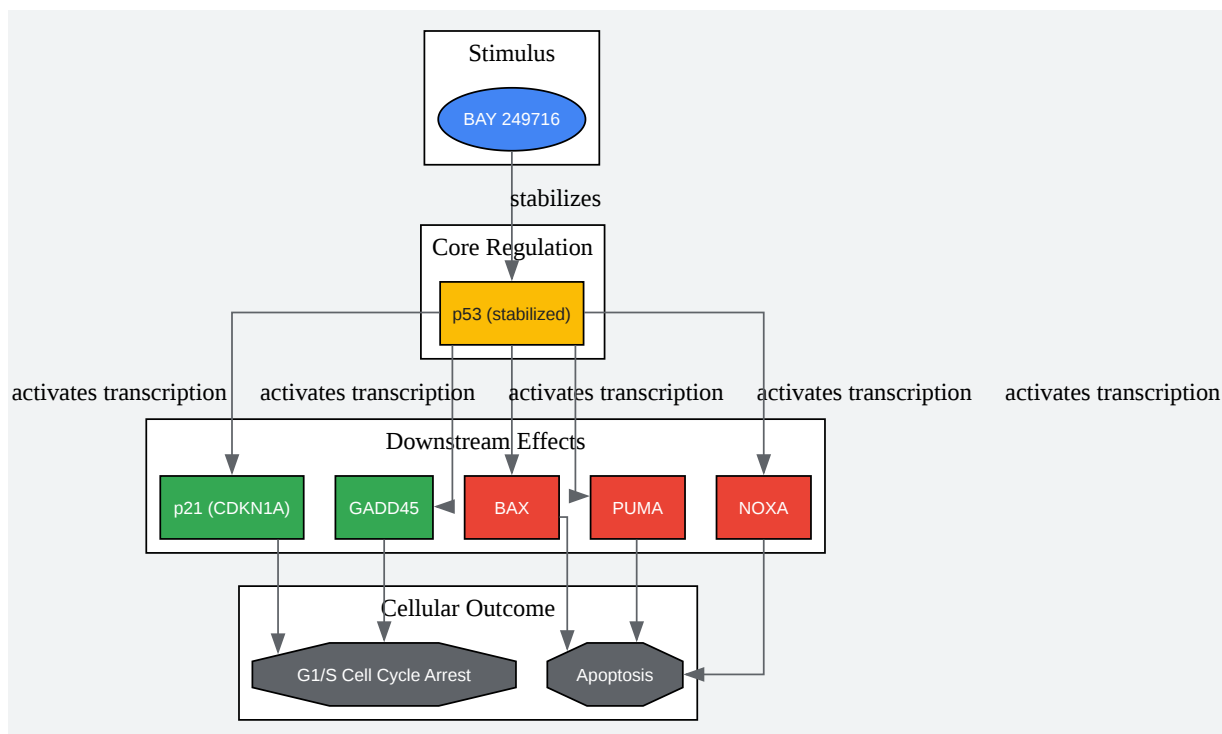 Stimulus
BAY 249716
stabilizes
Core Regulation
p53 (stabilized)
activates transcription
activates transcription
activates transcription
activates transcription
activates transcription
Downstream Effects
p21 (CDKN1A)
GADD45
BAX
PUMA
NOXA
Cellular Outcome
G1/S Cell Cycle Arrest
Apoptosis